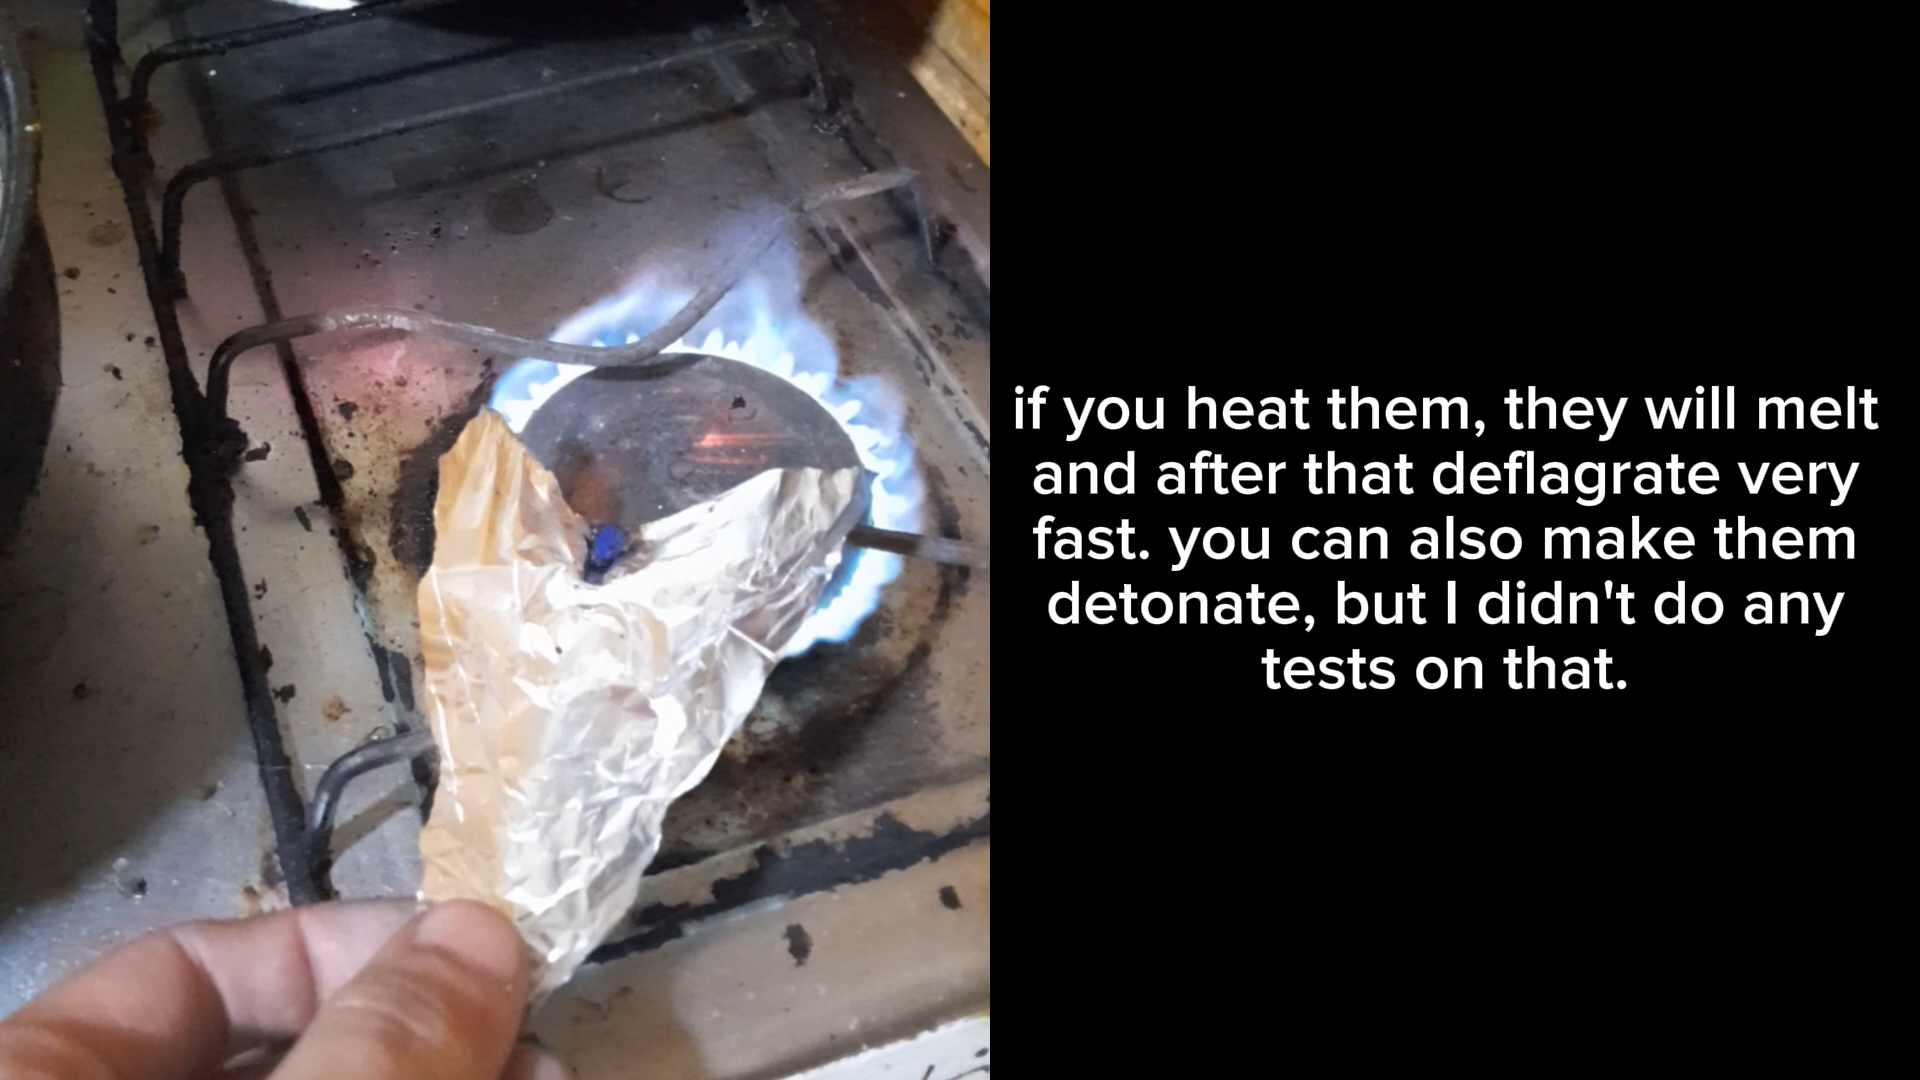 if you heat them, they will melt
and after that deflagrate very
fast. you can also make them
detonate, but I didn't do any
tests on that.